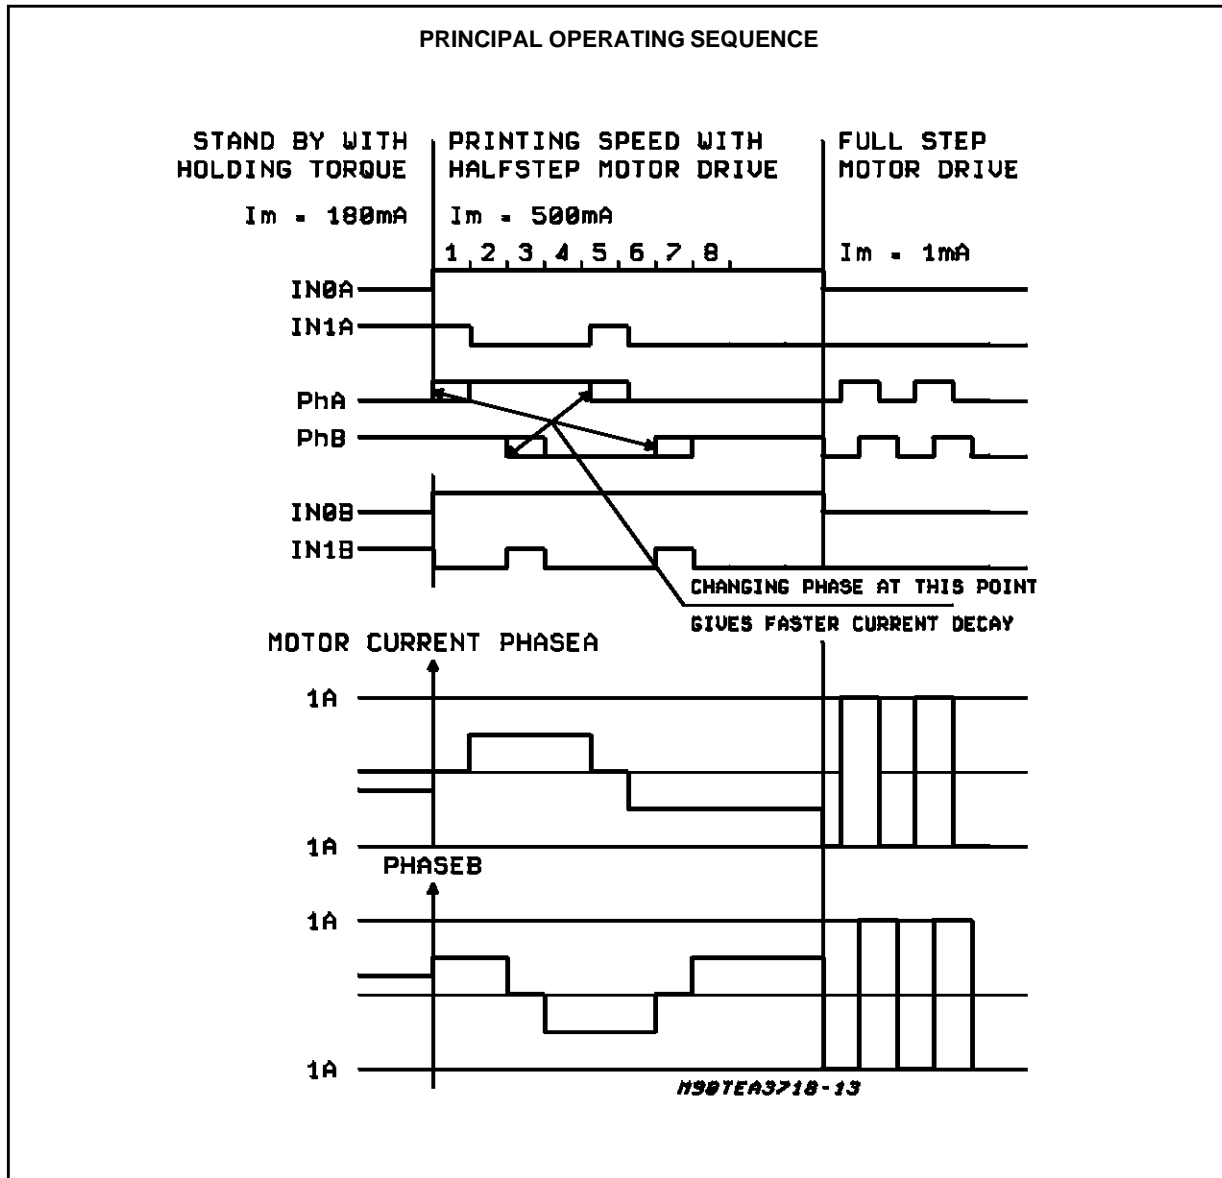 PRINCIPAL OPERATING SEQUENCE
STAND BY WITH
HOLDING TORQUE
Im = 180mA
PRINTING SPEED WITH
HALFSTEP MOTOR DRIVE
Im = 500mA
FULL STEP
MOTOR DRIVE
Im = 1mA
1 2 3 4 5 6 7 8
IN0A
IN1A
PhA
PhB
IN0B
IN1B
CHANGING PHASE AT THIS POINT
GIVES FASTER CURRENT DECAY
MOTOR CURRENT PHASEA
1A
1A
PHASEB
1A
1A
M90TEA3718-13